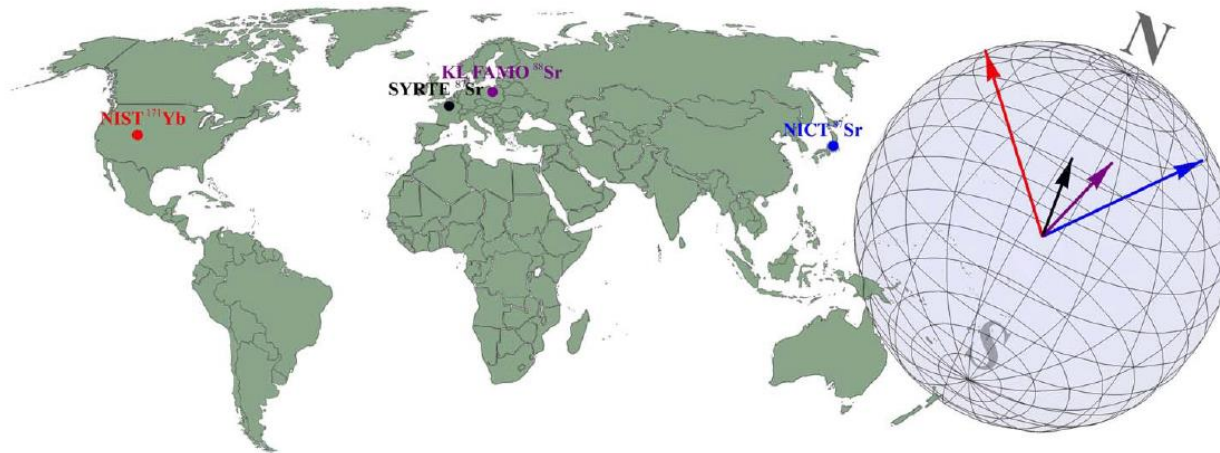 KL FAMO ⁸⁸Sr
SYRTE ⁸⁷Sr
NIST ¹⁷¹Yb
NICT ⁸⁷Sr
N
S